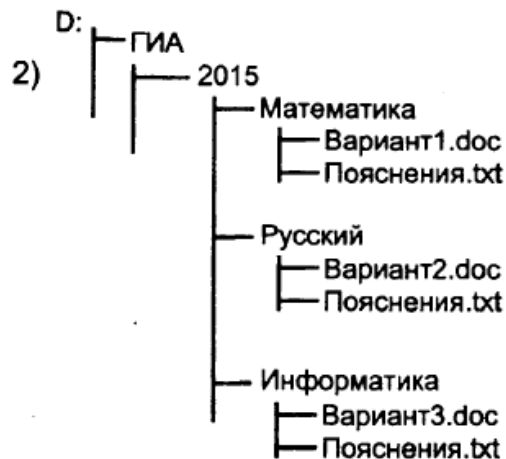 D:
ГИА
2) 2015
Математика
Вариант1.doc
Пояснения.txt
Русский
Вариант2.doc
Пояснения.txt
Информатика
Вариант3.doc
Пояснения.txt